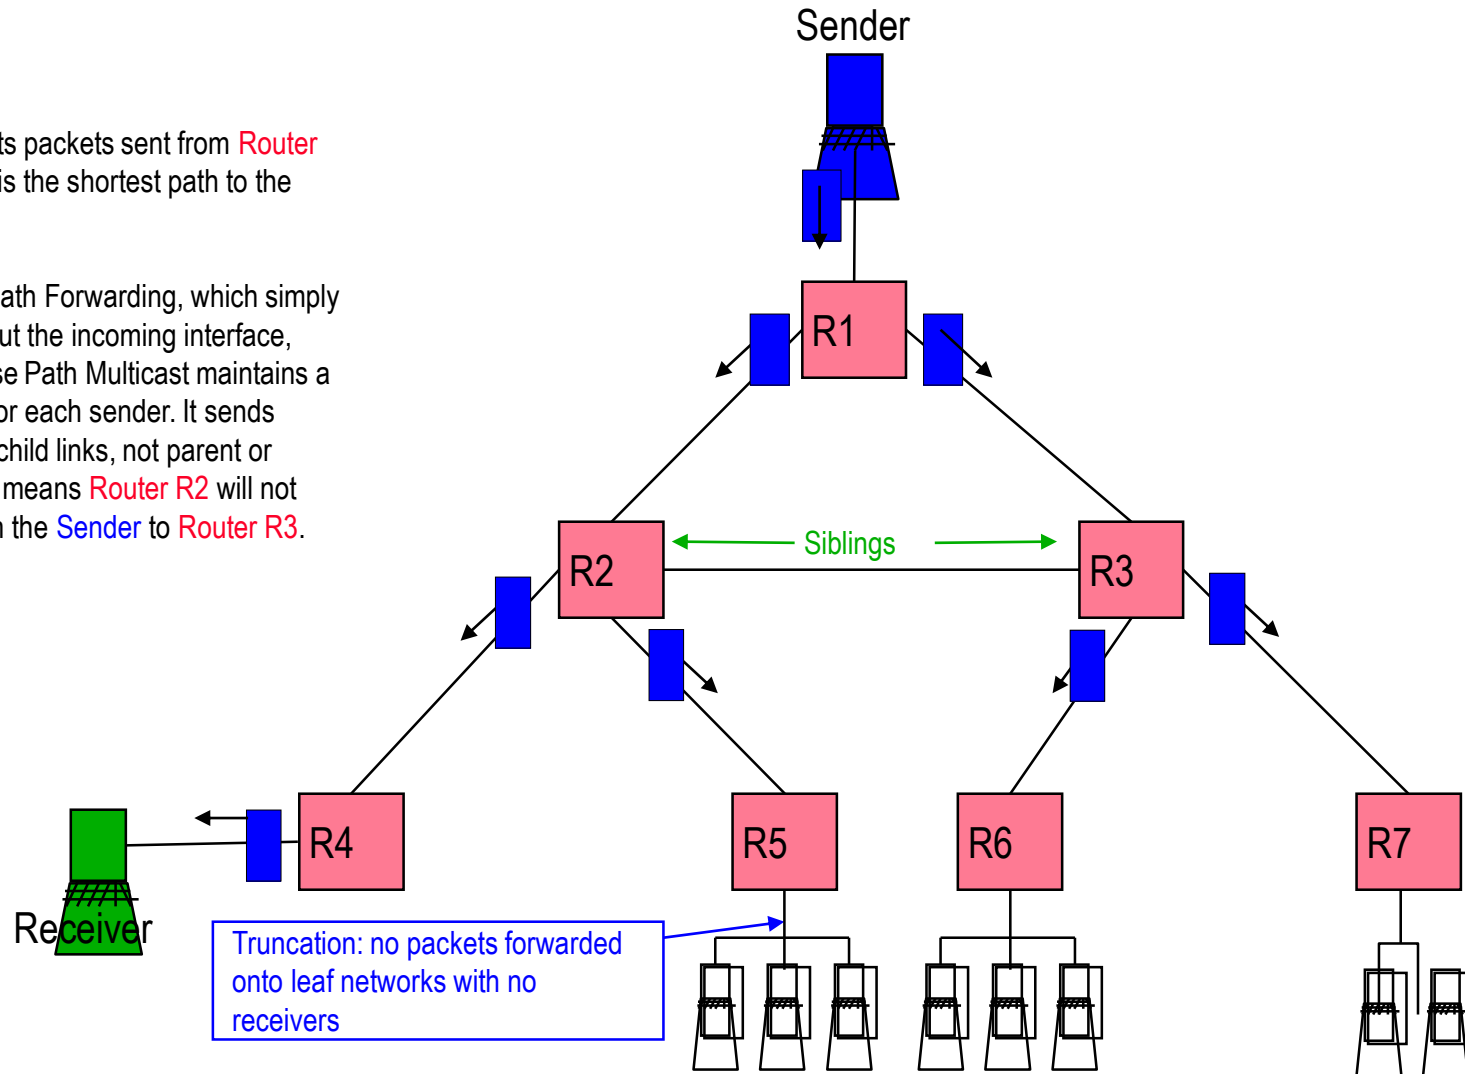 Sender
ts packets sent from Router
is the shortest path to the
ath Forwarding, which simply
ut the incoming interface,
se Path Multicast maintains a
or each sender. It sends
child links, not parent or
means Router R2 will not
n the Sender to Router R3.
R1
Siblings
R2
R3
R4
R5
R6
R7
Receiver
Truncation: no packets forwarded
onto leaf networks with no
receivers